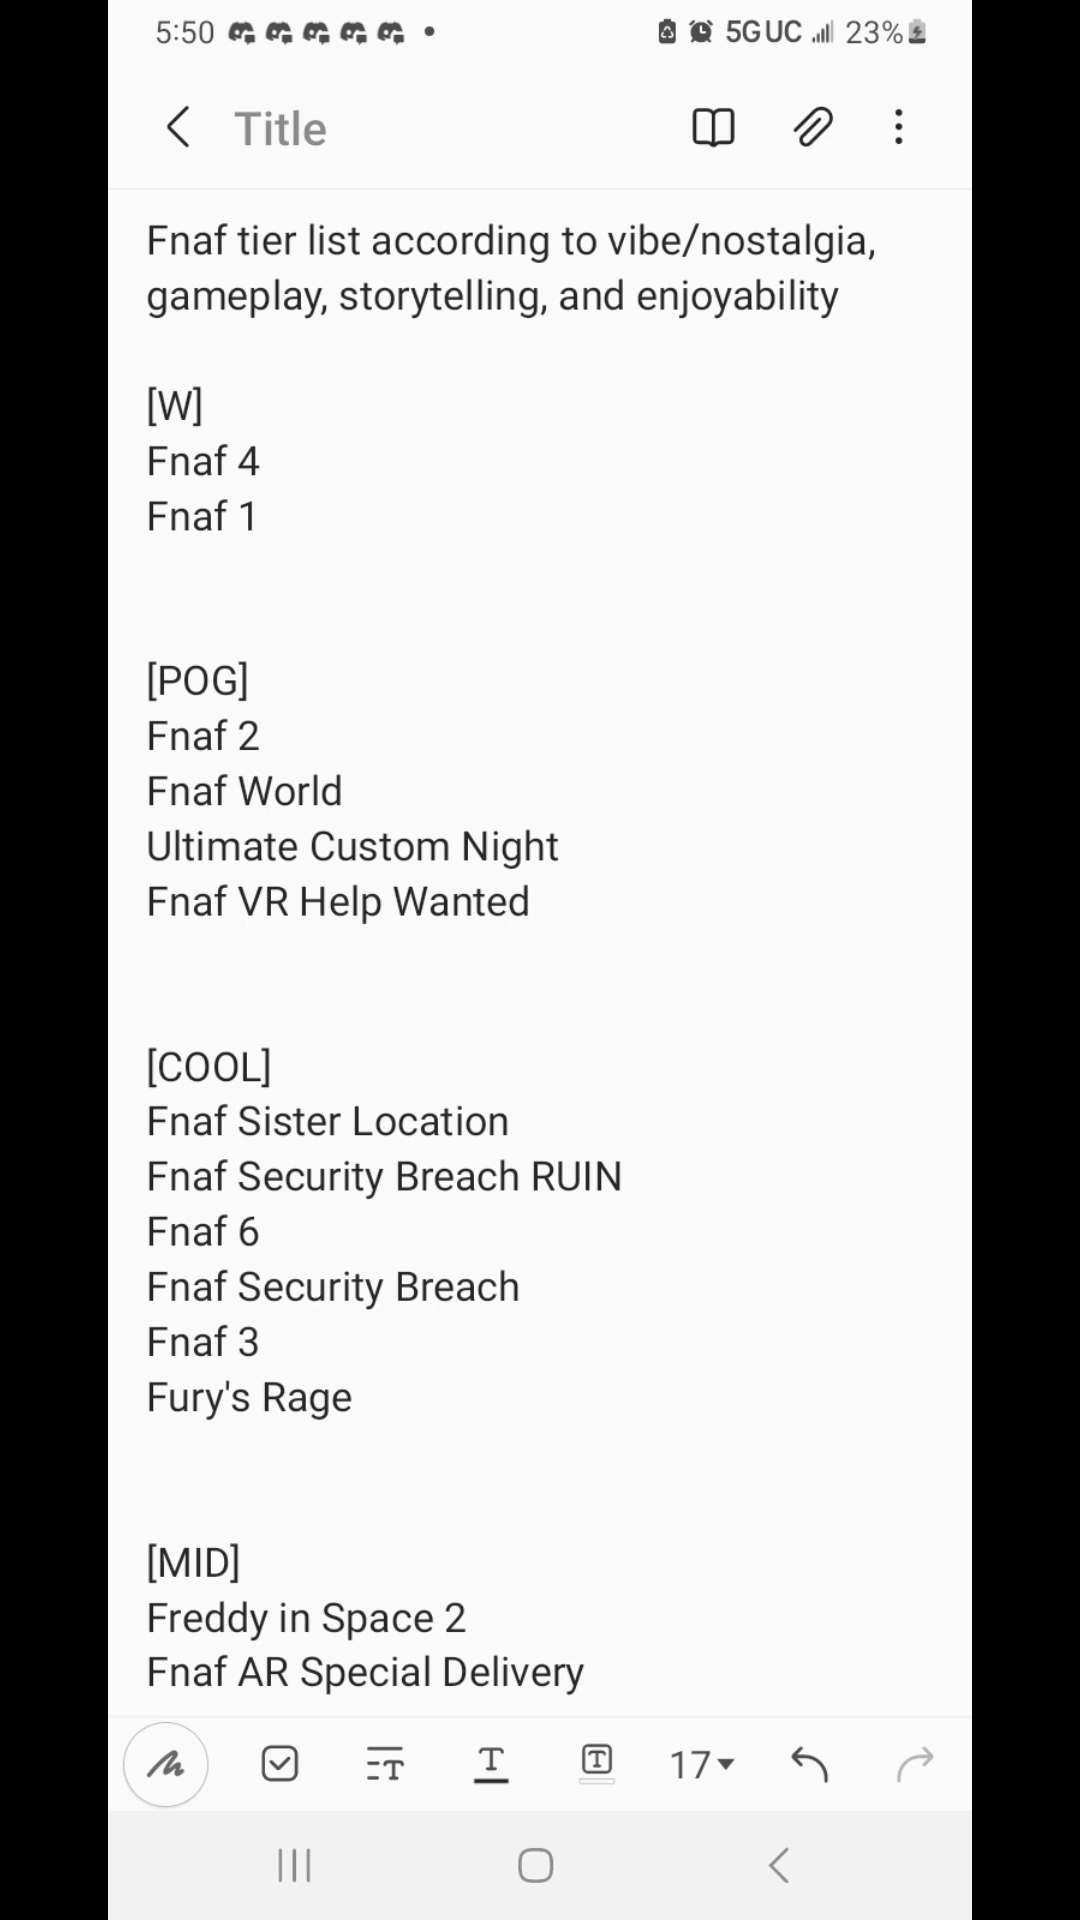 5:50
5G UC
23%
Title
Fnaf tier list according to vibe/nostalgia,
gameplay, storytelling, and enjoyability
[W]
Fnaf 4
Fnaf 1
[POG]
Fnaf 2
Fnaf World
Ultimate Custom Night
Fnaf VR Help Wanted
[COOL]
Fnaf Sister Location
Fnaf Security Breach RUIN
Fnaf 6
Fnaf Security Breach
Fnaf 3
Fury's Rage
[MID]
Freddy in Space 2
Fnaf AR Special Delivery
17